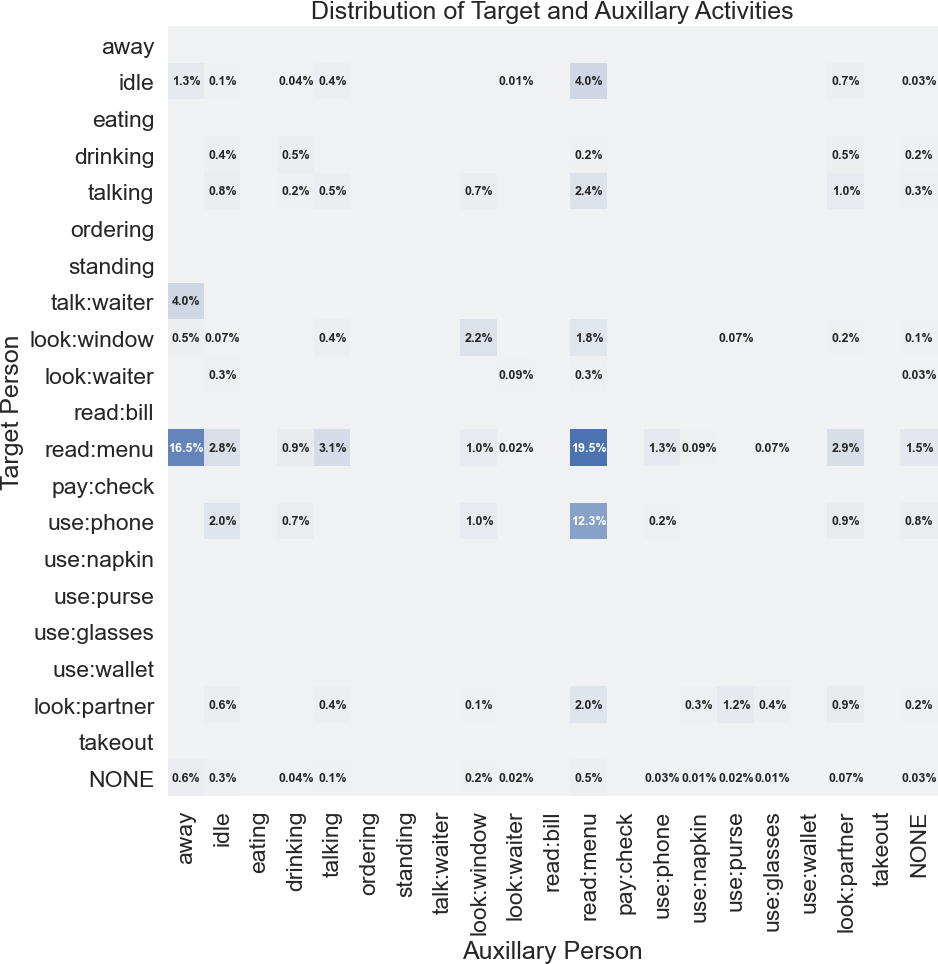 Distribution of Target and Auxillary Activities
Target Person
away
idle 1.3% 0.1% 0.04% 0.4% 0.01% 4.0% 0.7% 0.03%
eating
drinking 0.4% 0.5% 0.2% 0.5% 0.2%
talking 0.8% 0.2% 0.5% 0.7% 2.4% 1.0% 0.3%
ordering
standing
talk:waiter 4.0%
look:window 0.5% 0.07% 0.4% 2.2% 1.8% 0.07% 0.2% 0.1%
look:waiter 0.3% 0.09% 0.3% 0.03%
read:bill
read:menu 16.5% 2.8% 0.9% 3.1% 1.0% 0.02% 19.5% 1.3% 0.09% 0.07% 2.9% 1.5%
pay:check
use:phone 2.0% 0.7% 1.0% 12.3% 0.2% 0.9% 0.8%
use:napkin
use:purse
use:glasses
use:wallet
look:partner 0.6% 0.4% 0.1% 2.0% 0.3% 1.2% 0.4% 0.9% 0.2%
takeout
NONE 0.6% 0.3% 0.04% 0.1% 0.2% 0.02% 0.5% 0.03% 0.01% 0.02% 0.01% 0.07% 0.03%
away idle eating drinking talking ordering standing talk:waiter look:window look:waiter read:bill read:menu pay:check use:phone use:napkin use:purse use:glasses use:wallet look:partner takeout NONE
Auxillary Person